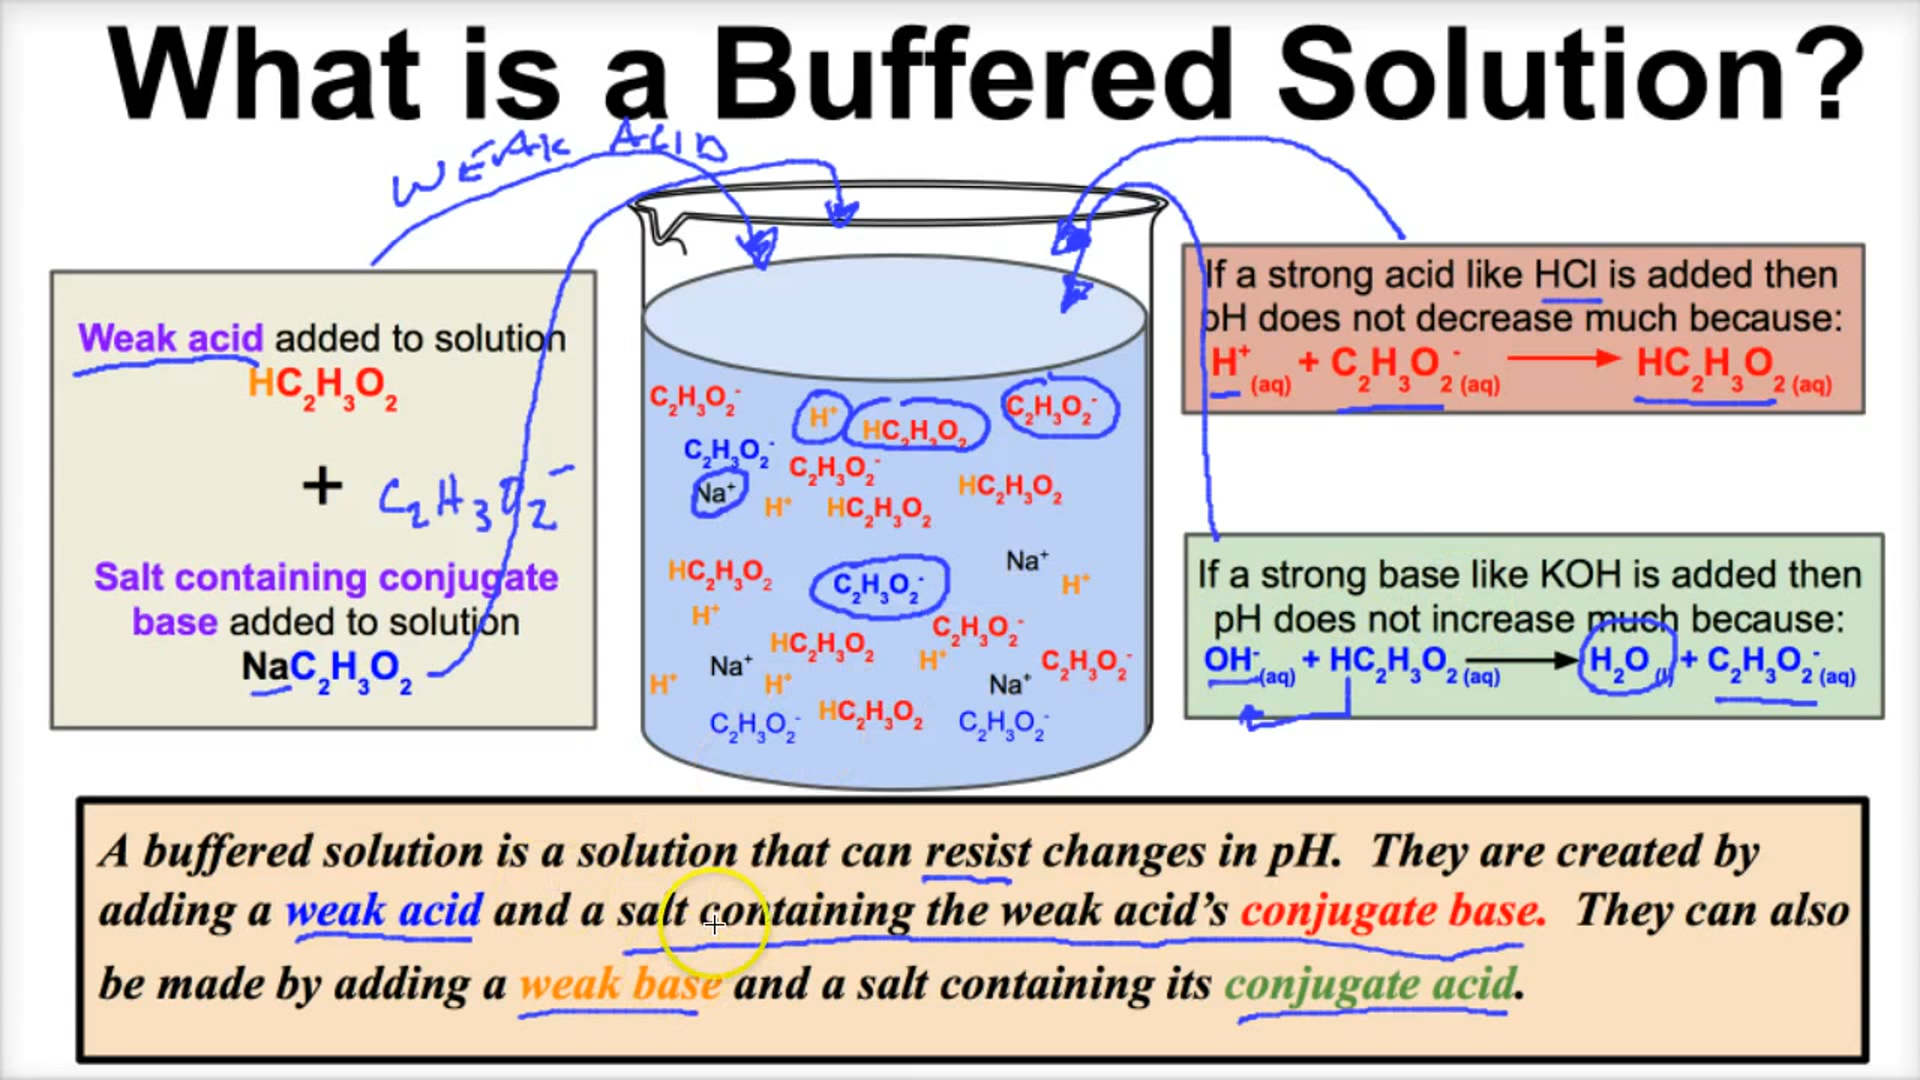 What is a Buffered Solution?
WEAK ACID
Weak acid added to solution
HC₂H₃O₂
+ C₂H₃O₂⁻
Salt containing conjugate
base added to solution
NaC₂H₃O₂
C₂H₃O₂⁻ H⁺ HC₂H₃O₂ C₂H₃O₂⁻
C₂H₃O₂⁻ C₂H₃O₂⁻
Na⁺ H⁺ HC₂H₃O₂ HC₂H₃O₂
HC₂H₃O₂ C₂H₃O₂⁻ Na⁺ H⁺
H⁺ HC₂H₃O₂ C₂H₃O₂⁻
H⁺ Na⁺ H⁺ H⁺ Na⁺ C₂H₃O₂⁻
C₂H₃O₂⁻ HC₂H₃O₂ C₂H₃O₂⁻
If a strong acid like HCl is added then
pH does not decrease much because:
H⁺(aq) + C₂H₃O₂⁻(aq) → HC₂H₃O₂(aq)
If a strong base like KOH is added then
pH does not increase much because:
OH⁻(aq) + HC₂H₃O₂(aq) → H₂O(l) + C₂H₃O₂⁻(aq)
A buffered solution is a solution that can resist changes in pH. They are created by
adding a weak acid and a salt containing the weak acid's conjugate base. They can also
be made by adding a weak base and a salt containing its conjugate acid.